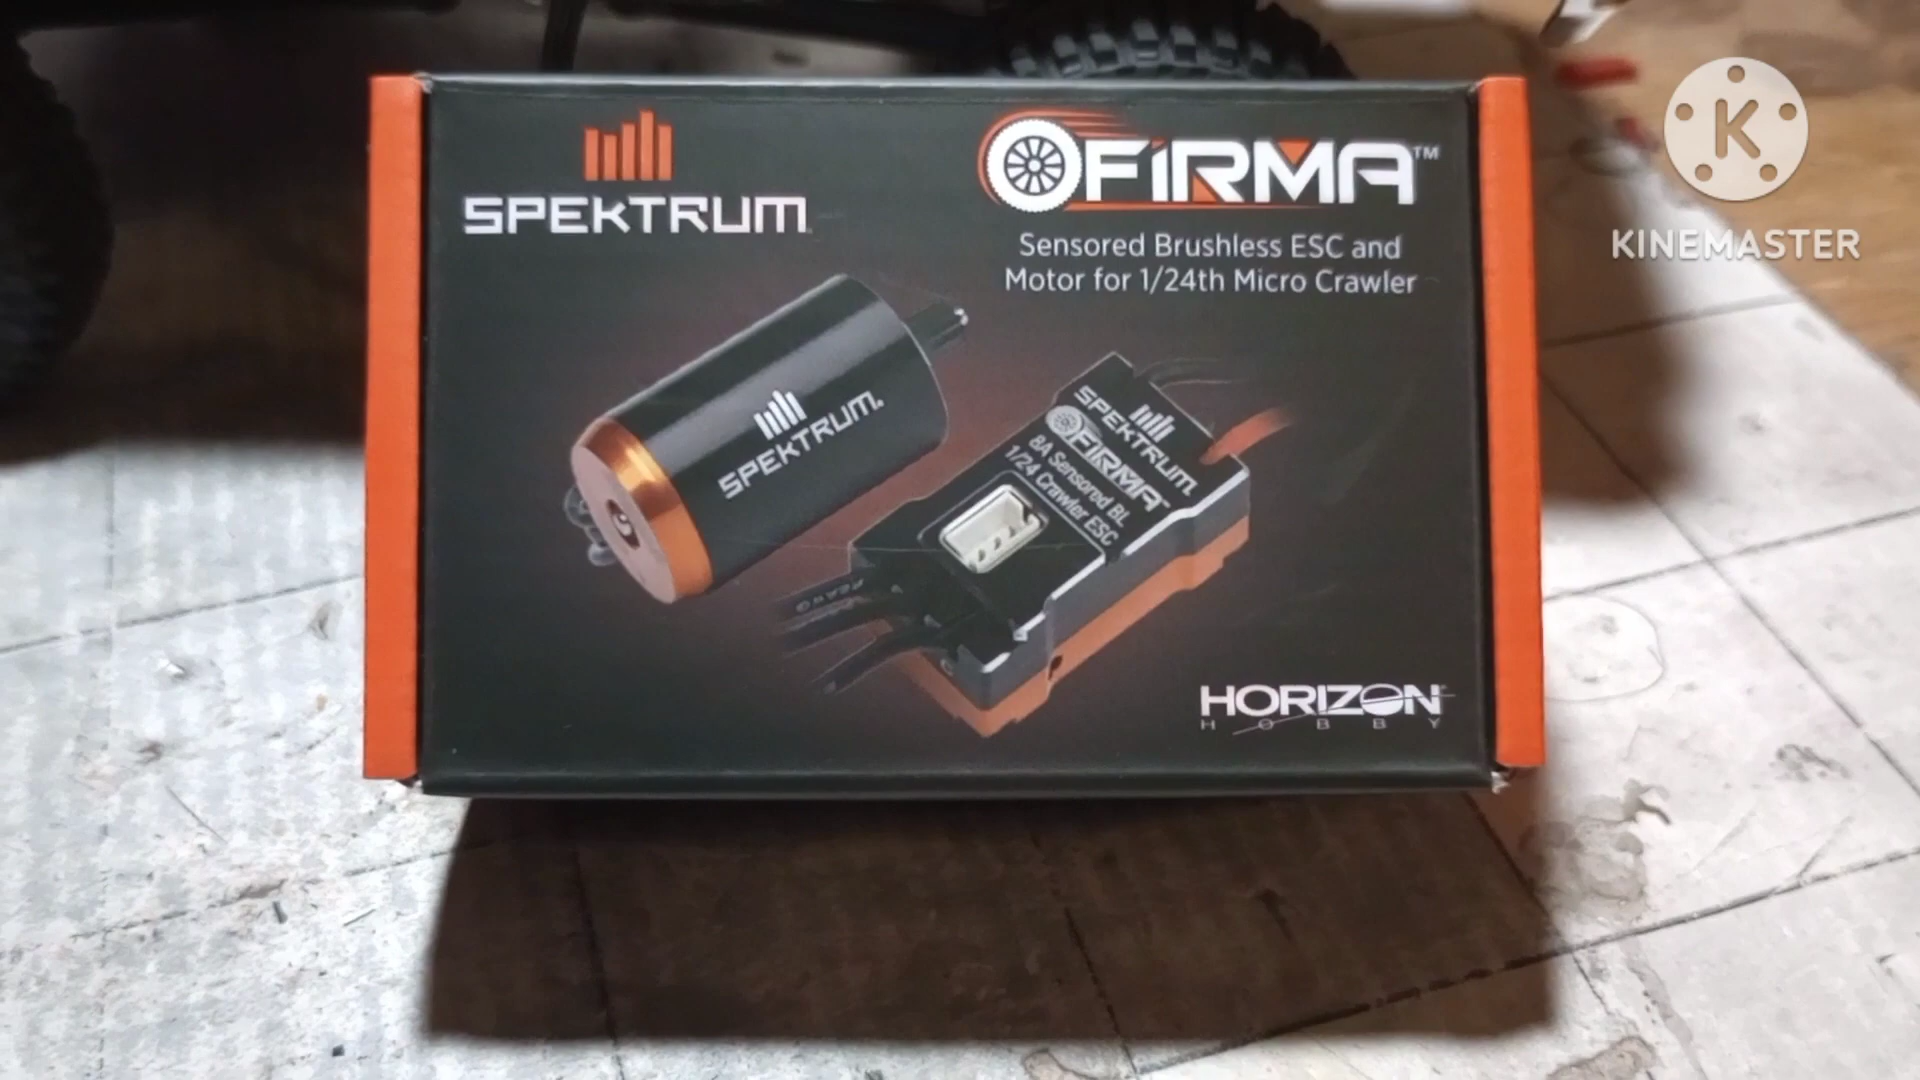 SPEKTRUM
FiRMA™
Sensored Brushless ESC and
Motor for 1/24th Micro Crawler
SPEKTRUM.
SPEKTRUM.
FiRMA
8A Sensored BL
1/24 Crawler ESC
HORIZON
HOBBY
K
KINEMASTER